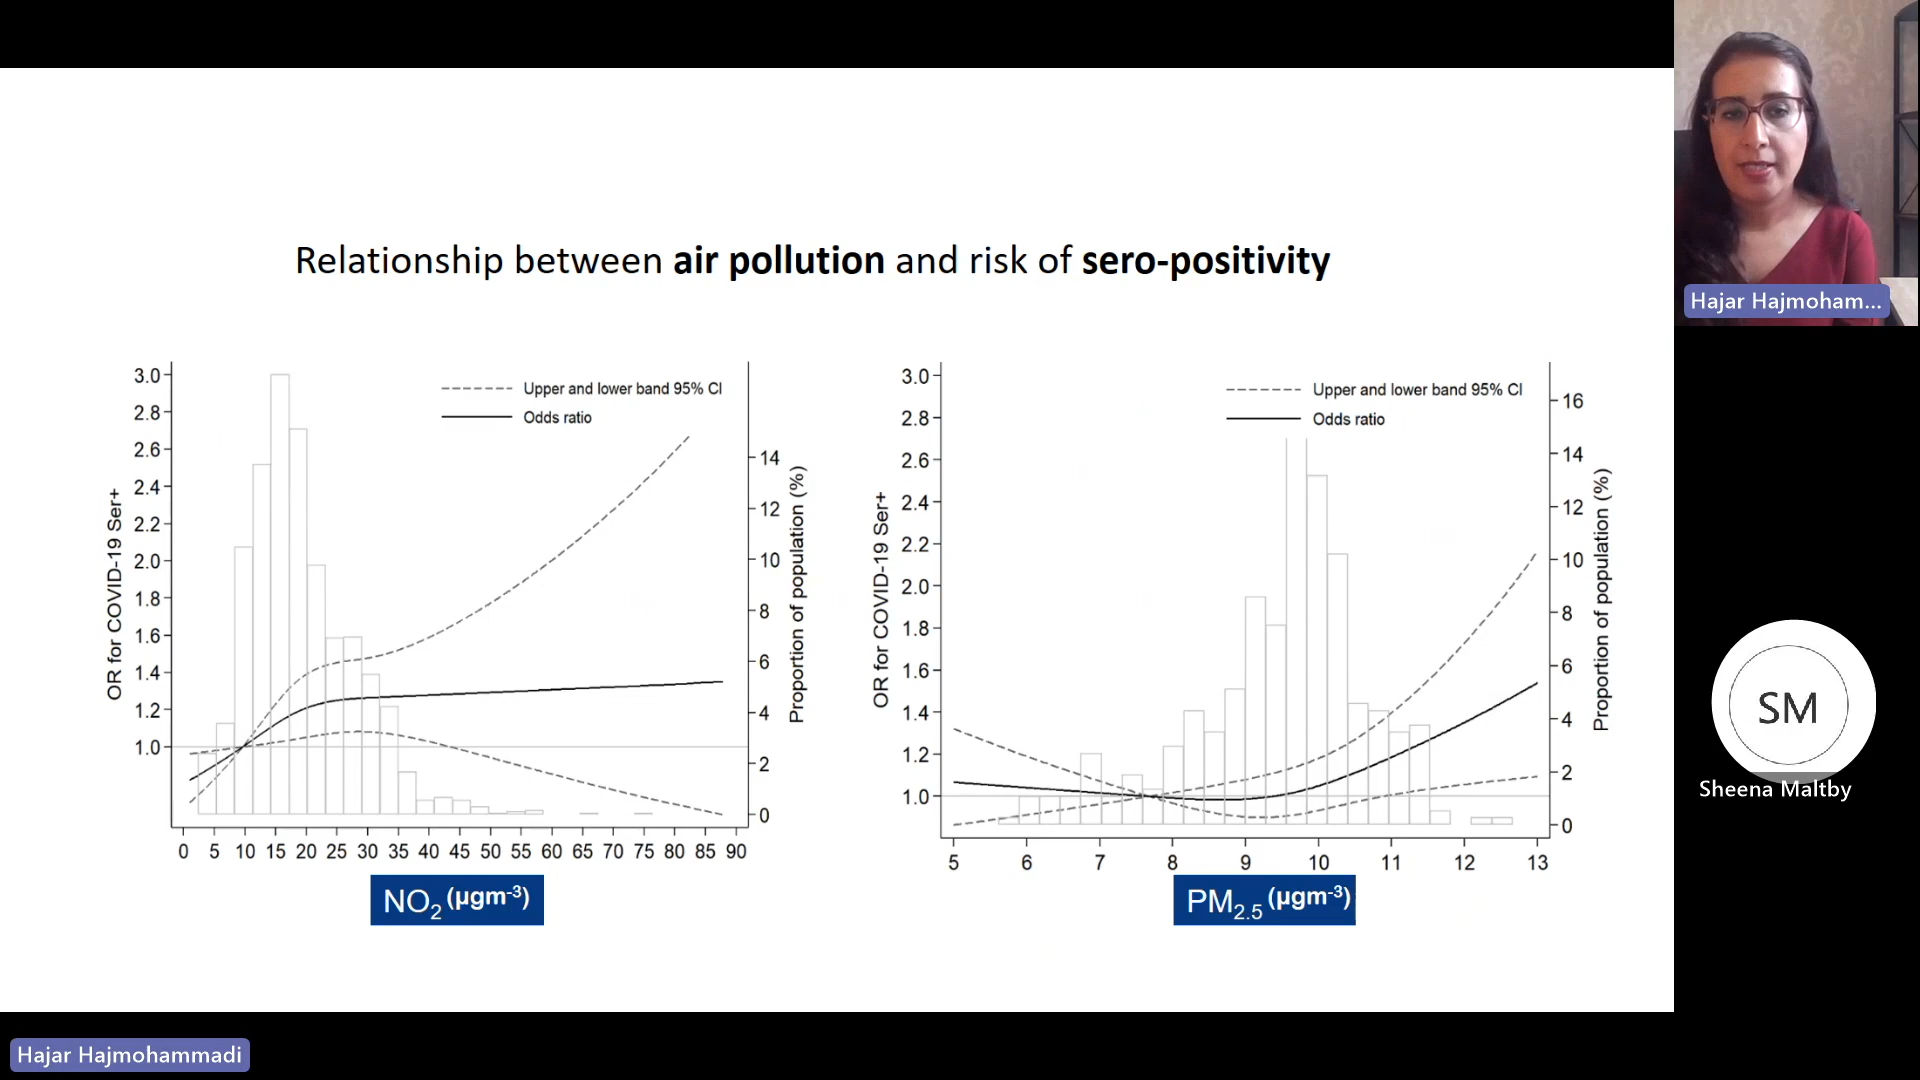 Relationship between air pollution and risk of sero-positivity
OR for COVID-19 Ser+
3.0
2.8
2.6
2.4
2.2
2.0
1.8
1.6
1.4
1.2
1.0
Upper and lower band 95% CI
Odds ratio
14
12
10
8
6
4
2
0
Proportion of population (%)
0 5 10 15 20 25 30 35 40 45 50 55 60 65 70 75 80 85 90
NO2 (µgm-3)
OR for COVID-19 Ser+
3.0
2.8
2.6
2.4
2.2
2.0
1.8
1.6
1.4
1.2
1.0
Upper and lower band 95% CI
Odds ratio
16
14
12
10
8
6
4
2
0
Proportion of population (%)
5 6 7 8 9 10 11 12 13
PM2.5 (µgm-3)
Hajar Hajmoham...
SM
Sheena Maltby
Hajar Hajmohammadi